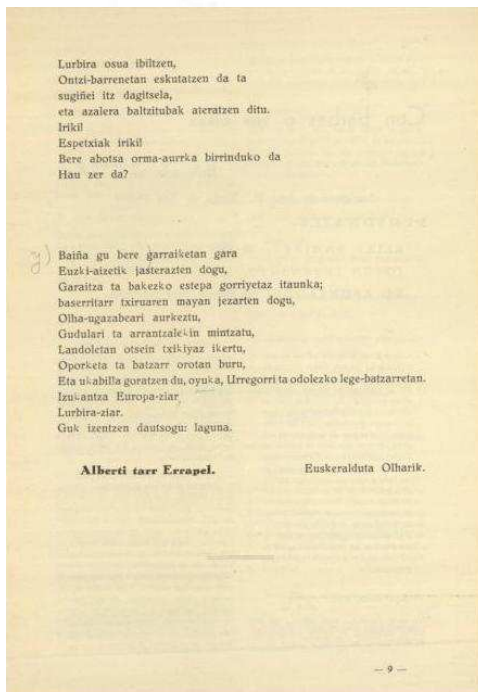 Lurbira osua ibiltzen,
Ontzi-barrenetan eskutatzen da ta
sugiñei itz dagitsela,
eta azalera baltzitubak ateratzen ditu.
Iriki!
Espetxiak iriki!
Bere abotsa orma-aurrka birrinduko da
Hau zer da?
Baiña gu bere garraiketan gara
Euzki-aizetik jasterazten dogu,
Garaitza ta bakezko estepa gorriyetaz itaunka;
baserritar txiruaren mayan jezarten dogu,
Olha-ugazabeari aurkeztu,
Gudulari ta arrantzalekin mintzatu,
Landoletan otsein txikiyaz ikertu,
Oporketa ta batzarr orotan buru,
Eta ukabilla goratzen du, oyuka, Urregorri ta odolezko lege-batzarretan.
Izukantza Europa-ziar
Lurbira-ziar.
Guk izentzen dautsogu: laguna.
Alberti tarr Errapel. Euskeralduta Olharik.
— 9 —